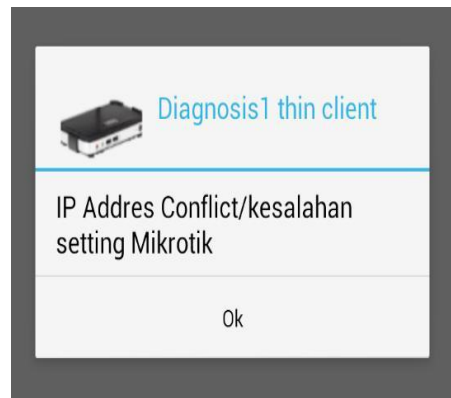 Diagnosis1 thin client
IP Addres Conflict/kesalahan
setting Mikrotik
Ok